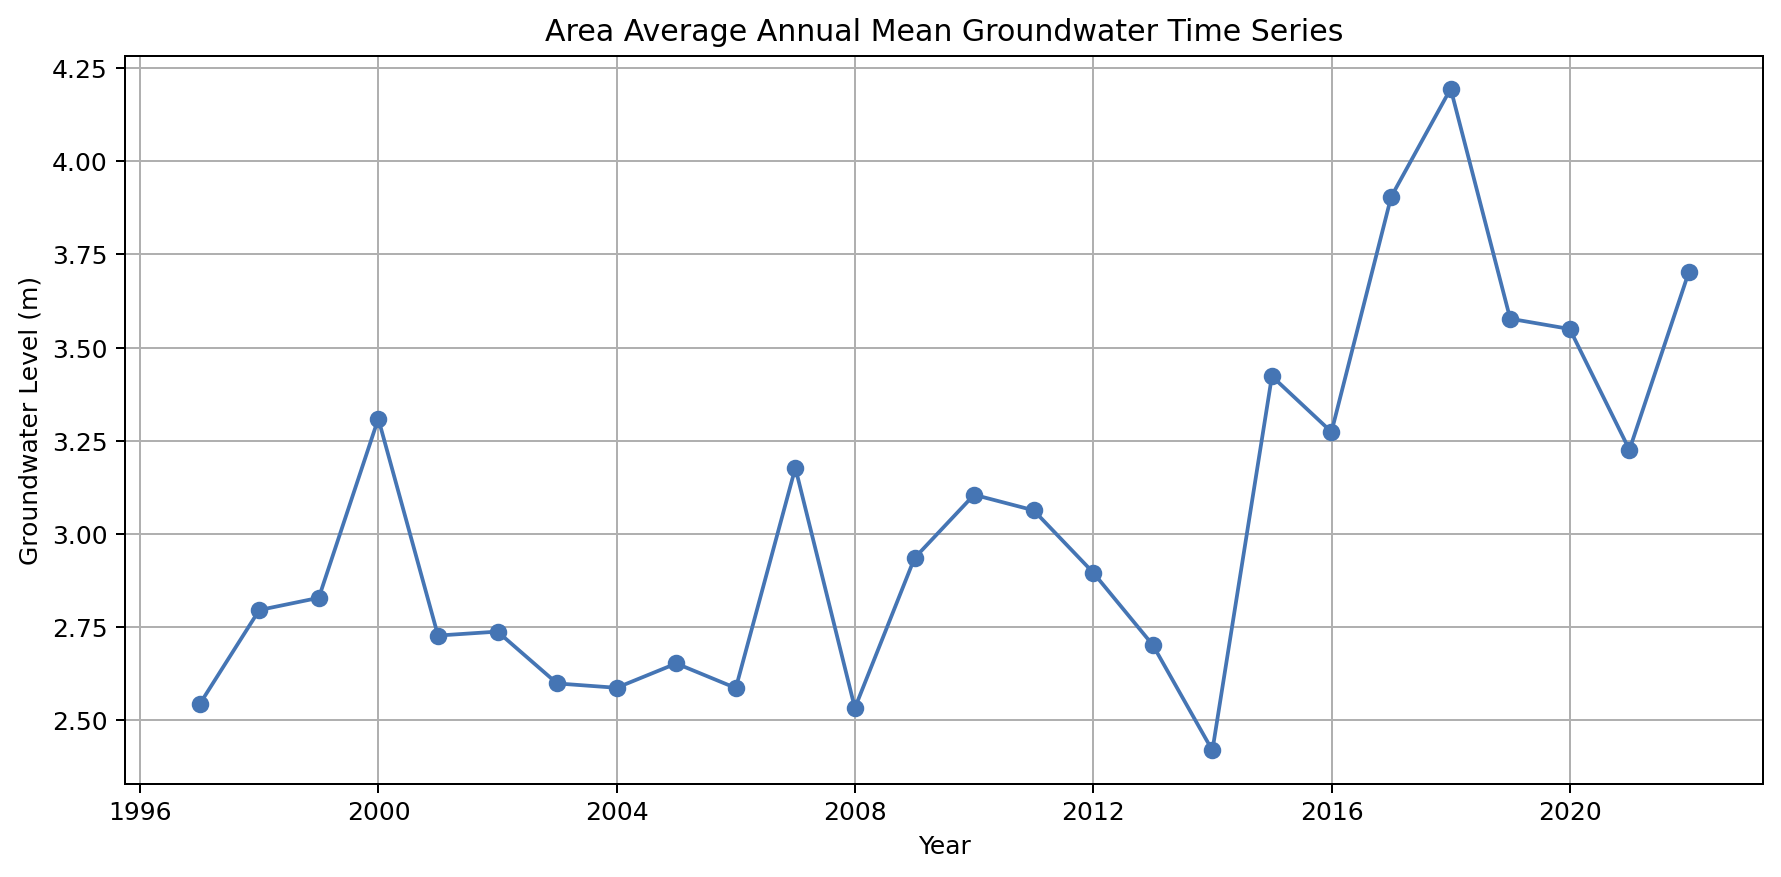 Area Average Annual Mean Groundwater Time Series
Groundwater Level (m)
4.25
4.00
3.75
3.50
3.25
3.00
2.75
2.50
1996 2000 2004 2008 2012 2016 2020
Year